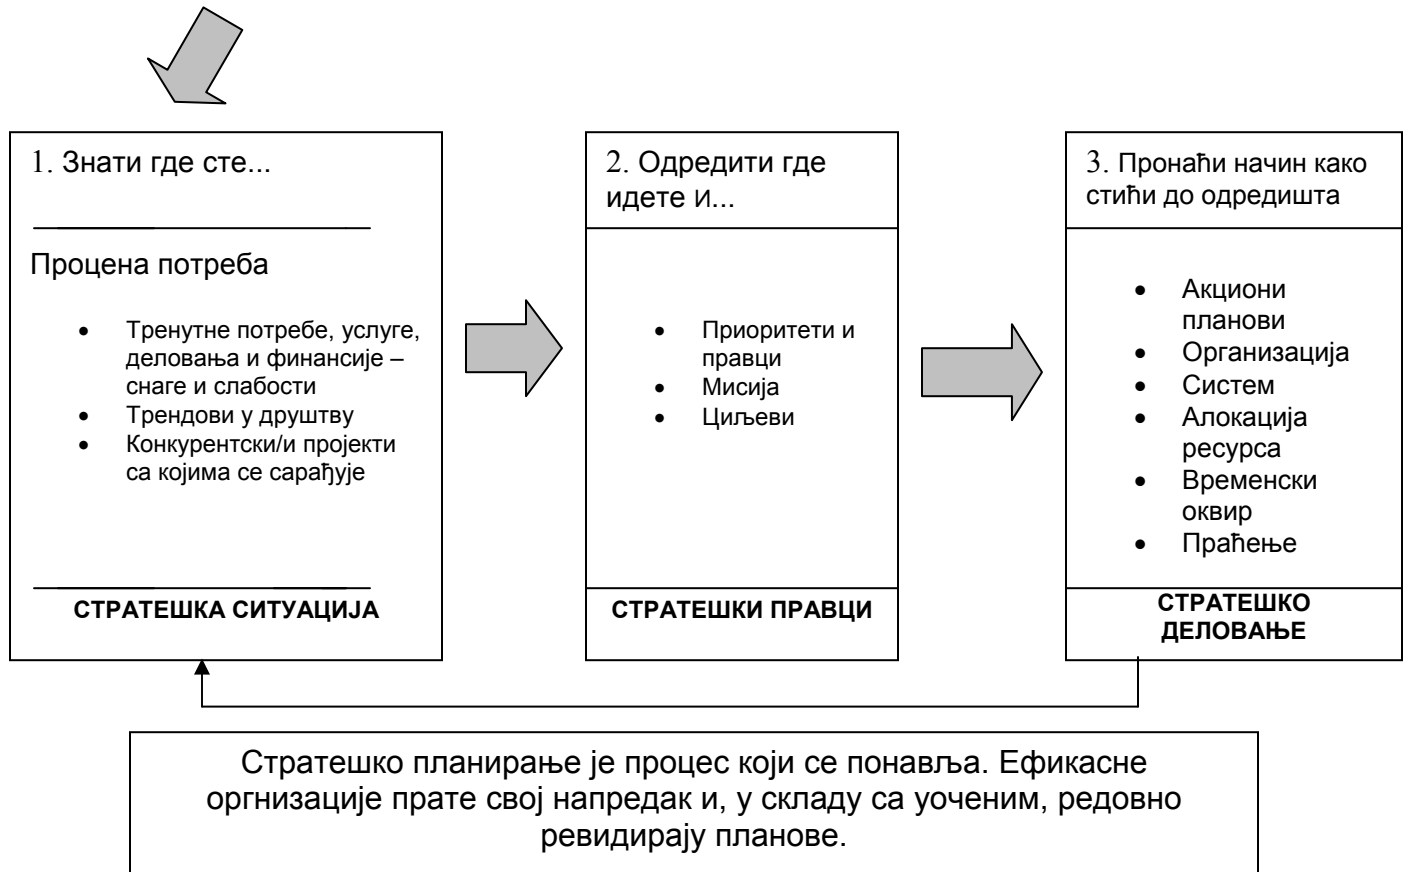 1. Знати где сте...
Процена потреба
• Тренутне потребе, услуге,
деловања и финансије –
снаге и слабости
• Трендови у друштву
• Конкурентски/и пројекти
са којима се сарађује
СТРАТЕШКА СИТУАЦИЈА
2. Одредити где
идете и...
• Приоритети и
правци
• Мисија
• Циљеви
СТРАТЕШКИ ПРАВЦИ
3. Пронаћи начин како
стићи до одредишта
• Акциони
планови
• Организација
• Систем
• Алокација
ресурса
• Временски
оквир
• Праћење
СТРАТЕШКО
ДЕЛОВАЊЕ
Стратешко планирање је процес који се понавља. Ефикасне
оргнизације прате свој напредак и, у складу са уоченим, редовно
ревидирају планове.